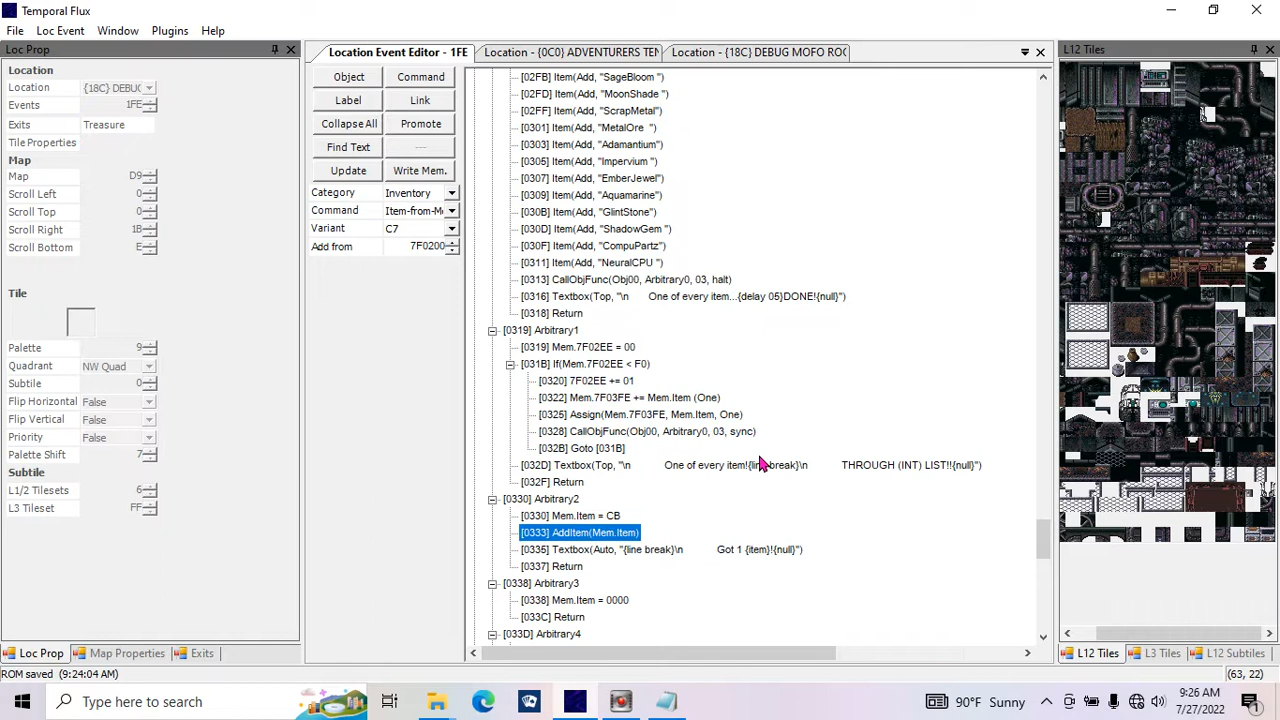 Temporal Flux
File Loc Event Window Plugins Help
Loc Prop
Location
Location {18C} DEBUG
Events 1FE
Exits Treasure
Tile Properties
Map
Map D9
Scroll Left 0
Scroll Top 0
Scroll Right 1B
Scroll Bottom E
Tile
Palette 9
Quadrant NW Quad
Subtile 0
Flip Horizontal False
Flip Vertical False
Priority False
Palette Shift 7
Subtile
L1/2 Tilesets 6
L3 Tileset FF
Loc Prop Map Properties Exits
Location Event Editor - 1FE Location - {0C0} ADVENTURERS TEN Location - {18C} DEBUG MOFO ROO
Object Command
Label Link
Collapse All Promote
Find Text ---
Update Write Mem.
Category Inventory
Command Item-from-Me
Variant C7
Add from 7F0200
[02FB] Item(Add, "SageBloom ")
[02FD] Item(Add, "MoonShade ")
[02FF] Item(Add, "ScrapMetal")
[0301] Item(Add, "MetalOre  ")
[0303] Item(Add, "Adamantium")
[0305] Item(Add, "Impervium ")
[0307] Item(Add, "EmberJewel")
[0309] Item(Add, "Aquamarine")
[030B] Item(Add, "GlintStone")
[030D] Item(Add, "ShadowGem ")
[030F] Item(Add, "CompuPartz")
[0311] Item(Add, "NeuralCPU ")
[0313] CallObjFunc(Obj00, Arbitrary0, 03, halt)
[0316] Textbox(Top, "\n One of every item...{delay 05}DONE!{null}")
[0318] Return
[0319] Arbitrary1
[0319] Mem.7F02EE = 00
[031B] If(Mem.7F02EE < F0)
[0320] 7F02EE += 01
[0322] Mem.7F03FE += Mem.Item (One)
[0325] Assign(Mem.7F03FE, Mem.Item, One)
[0328] CallObjFunc(Obj00, Arbitrary0, 03, sync)
[032B] Goto [031B]
[032D] Textbox(Top, "\n One of every item!{line break}\n THROUGH (INT) LIST!!{null}")
[032F] Return
[0330] Arbitrary2
[0330] Mem.Item = CB
[0333] AddItem(Mem.Item)
[0335] Textbox(Auto, "{line break}\n Got 1 {item}!{null}")
[0337] Return
[0338] Arbitrary3
[0338] Mem.Item = 0000
[033C] Return
[033D] Arbitrary4
L12 Tiles
L12 Tiles L3 Tiles L12 Subtiles
ROM saved (9:24:04 AM) (63, 22)
Type here to search
90°F Sunny
9:26 AM
7/27/2022
1